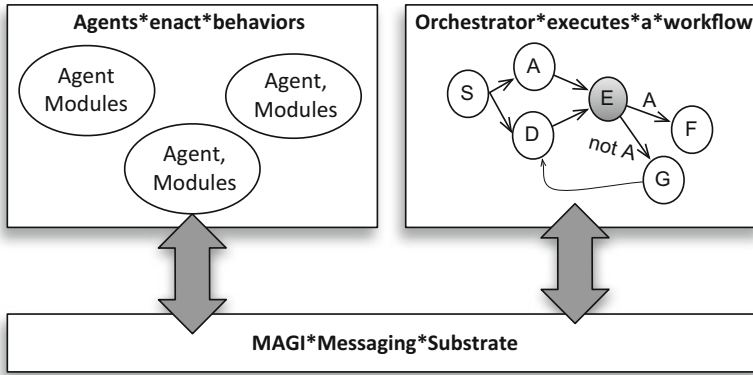 Agents*enact*behaviors
Agent
Modules
Agent,
Modules
Agent,
Modules
Orchestrator*executes*a*workflow
S
A
D
E
A
F
not A
G
MAGI*Messaging*Substrate